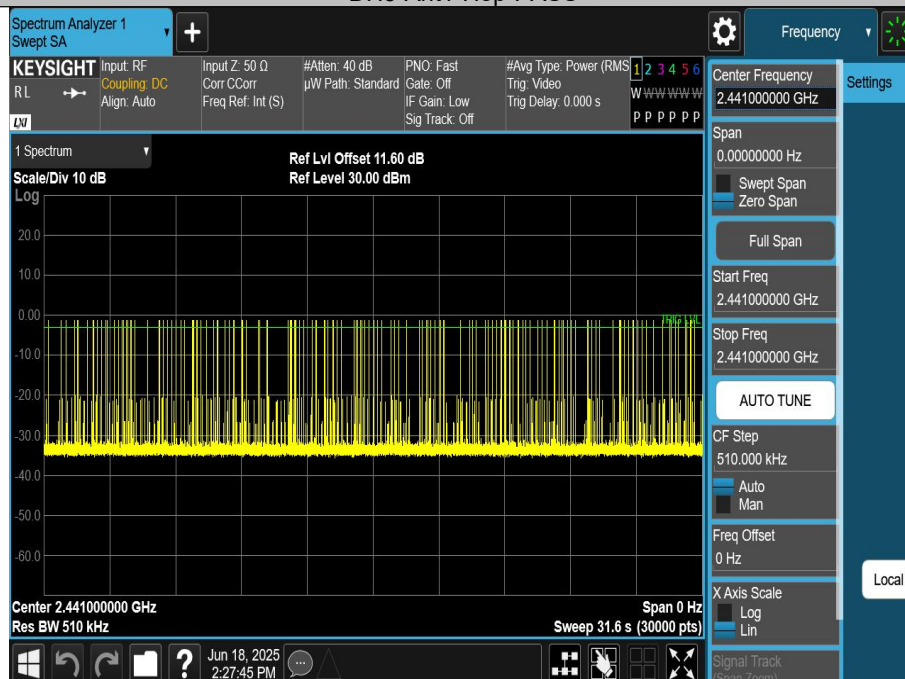 Spectrum Analyzer 1
Swept SA
Frequency
KEYSIGHT
RL
LXI
Input: RF
Coupling: DC
Align: Auto
Input Z: 50 Ω
Corr CCorr
Freq Ref: Int (S)
#Atten: 40 dB
µW Path: Standard
PNO: Fast
Gate: Off
IF Gain: Low
Sig Track: Off
#Avg Type: Power (RMS
Trig: Video
Trig Delay: 0.000 s
1 2 3 4 5 6
W W W W W W
P P P P P P
1 Spectrum
Scale/Div 10 dB
Log
Ref Lvl Offset 11.60 dB
Ref Level 30.00 dBm
20.0
10.0
0.00
TRIG LVL
-10.0
-20.0
-30.0
-40.0
-50.0
-60.0
Center 2.441000000 GHz
Res BW 510 kHz
Span 0 Hz
Sweep 31.6 s (30000 pts)
Center Frequency
2.441000000 GHz
Settings
Span
0.00000000 Hz
Swept Span
Zero Span
Full Span
Start Freq
2.441000000 GHz
Stop Freq
2.441000000 GHz
AUTO TUNE
CF Step
510.000 kHz
Auto
Man
Freq Offset
0 Hz
Local
X Axis Scale
Log
Lin
Signal Track
(Span Zoom)
?
Jun 18, 2025
2:27:45 PM